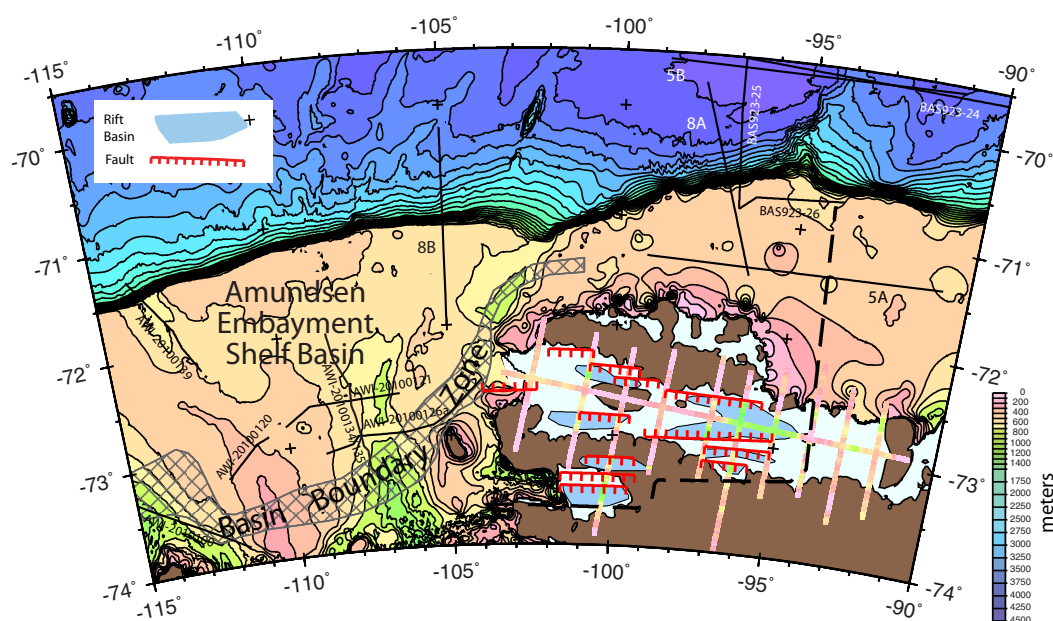 -110˚
-105˚
-100˚
-95˚
-115˚
-90˚
5B
BAS923-25
BAS923-24
8A
Rift
Basin
Fault
-70˚
-70˚
BAS923-26
8B
-71˚
-71˚
5A
Amundsen
Embayment
Shelf Basin
AWI-20100119
-72˚
-72˚
AWI-20100121
AWI-20100126a
AWI-20100120
Basin Boundary Zone
-73˚
-73˚
-74˚
-74˚
-115˚
-110˚
-105˚
-100˚
-95˚
-90˚
0
200
400
600
800
1000
1200
1400
1750
2000
2250
2500
2750
3000
3250
3500
3750
4000
4250
4500
meters